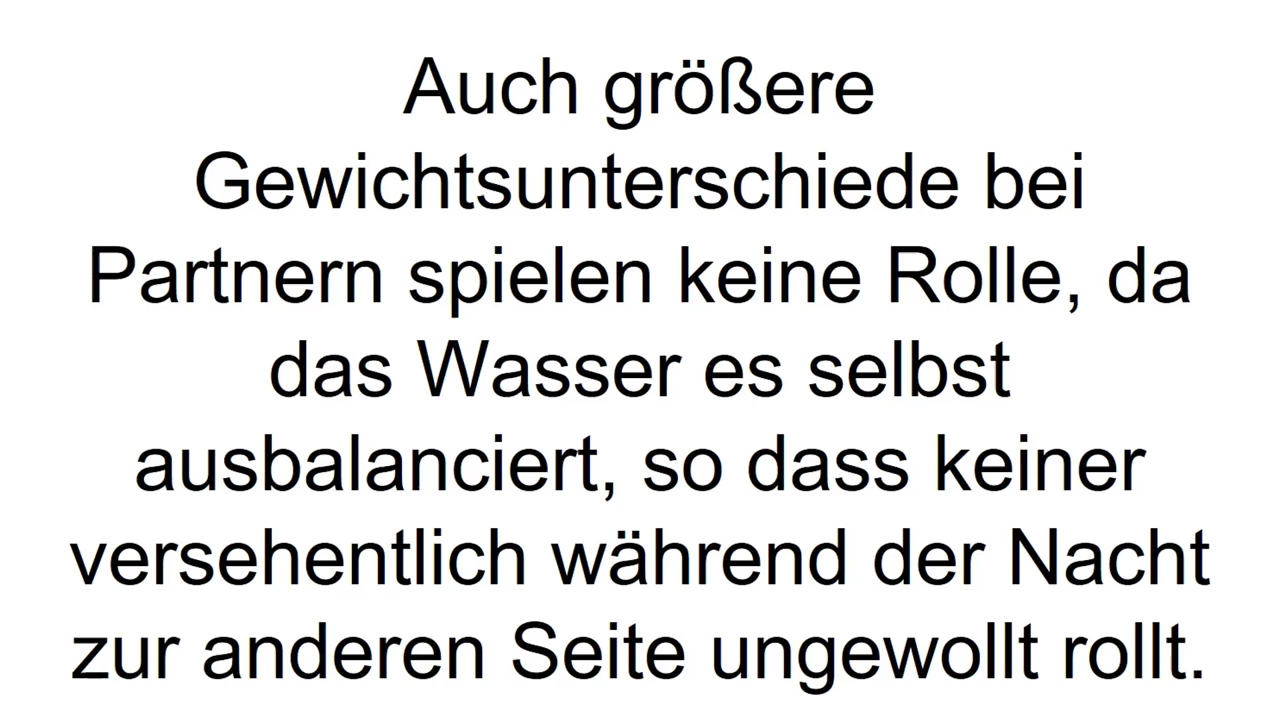 Auch größere
Gewichtsunterschiede bei
Partnern spielen keine Rolle, da
das Wasser es selbst
ausbalanciert, so dass keiner
versehentlich während der Nacht
zur anderen Seite ungewollt rollt.